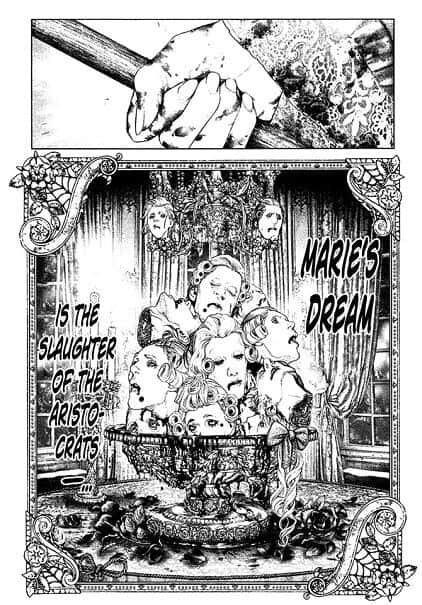 MARIE'S
DREAM
IS THE
SLAUGHTER
OF THE
ARISTO-
CRATS
—...